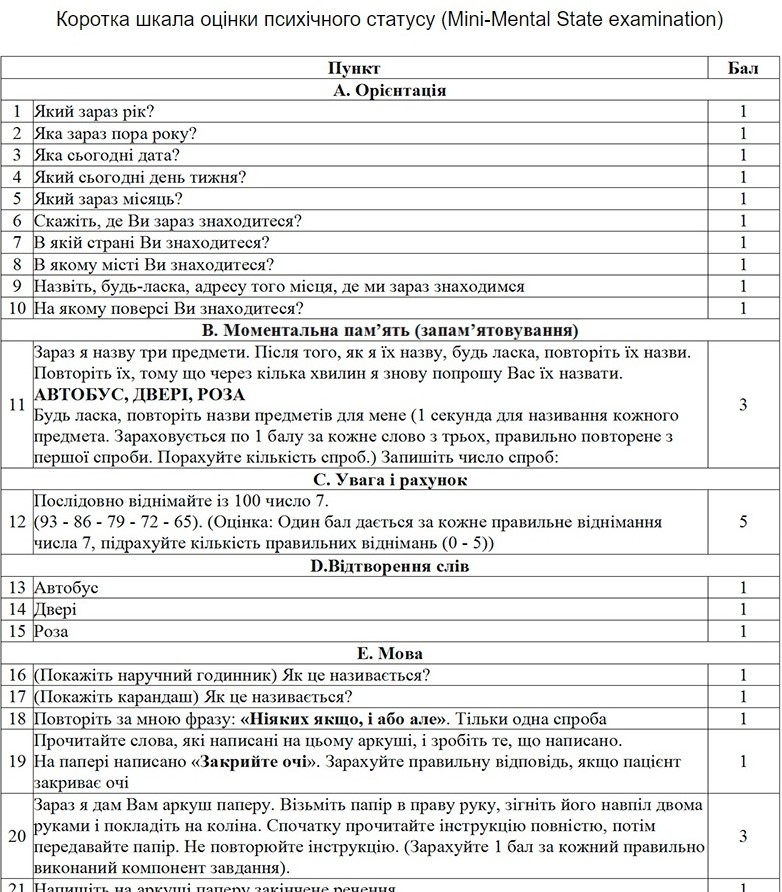 Коротка шкала оцінки психічного статусу (Mini-Mental State examination)
Пункт Бал
А. Орієнтація
1 Який зараз рік? 1
2 Яка зараз пора року? 1
3 Яка сьогодні дата? 1
4 Який сьогодні день тижня? 1
5 Який зараз місяць? 1
6 Скажіть, де Ви зараз знаходитеся? 1
7 В якій страні Ви знаходитеся? 1
8 В якому місті Ви знаходитеся? 1
9 Назвіть, будь-ласка, адресу того місця, де ми зараз знаходимся 1
10 На якому поверсі Ви знаходитеся? 1
В. Моментальна пам’ять (запам’ятовування)
Зараз я назву три предмети. Після того, як я їх назву, будь ласка, повторіть їх назви.
Повторіть їх, тому що через кілька хвилин я знову попрошу Вас їх назвати.
АВТОБУС, ДВЕРІ, РОЗА
11 Будь ласка, повторіть назви предметів для мене (1 секунда для називання кожного 3
предмета. Зараховується по 1 балу за кожне слово з трьох, правильно повторене з
першої спроби. Порахуйте кількість спроб.) Запишіть число спроб:
С. Увага і рахунок
Послідовно віднімайте із 100 число 7.
12 (93 - 86 - 79 - 72 - 65). (Оцінка: Один бал дається за кожне правильне віднімання 5
числа 7, підрахуйте кількість правильних віднімань (0 - 5))
D.Відтворення слів
13 Автобус 1
14 Двері 1
15 Роза 1
Е. Мова
16 (Покажіть наручний годинник) Як це називається? 1
17 (Покажіть карандаш) Як це називається? 1
18 Повторіть за мною фразу: «Ніяких якщо, і або але». Тільки одна спроба 1
Прочитайте слова, які написані на цьому аркуші, і зробіть те, що написано.
19 На папері написано «Закрийте очі». Зарахуйте правильну відповідь, якщо пацієнт 1
закриває очі
Зараз я дам Вам аркуш паперу. Візьміть папір в праву руку, зігніть його навпіл двома
20 руками і покладіть на коліна. Спочатку прочитайте інструкцію повністю, потім 3
передавайте папір. Не повторюйте інструкцію. (Зарахуйте 1 бал за кожний правильно
виконаний компонент завдання).
21 Напишіть на аркуші паперу закінчене речення 1